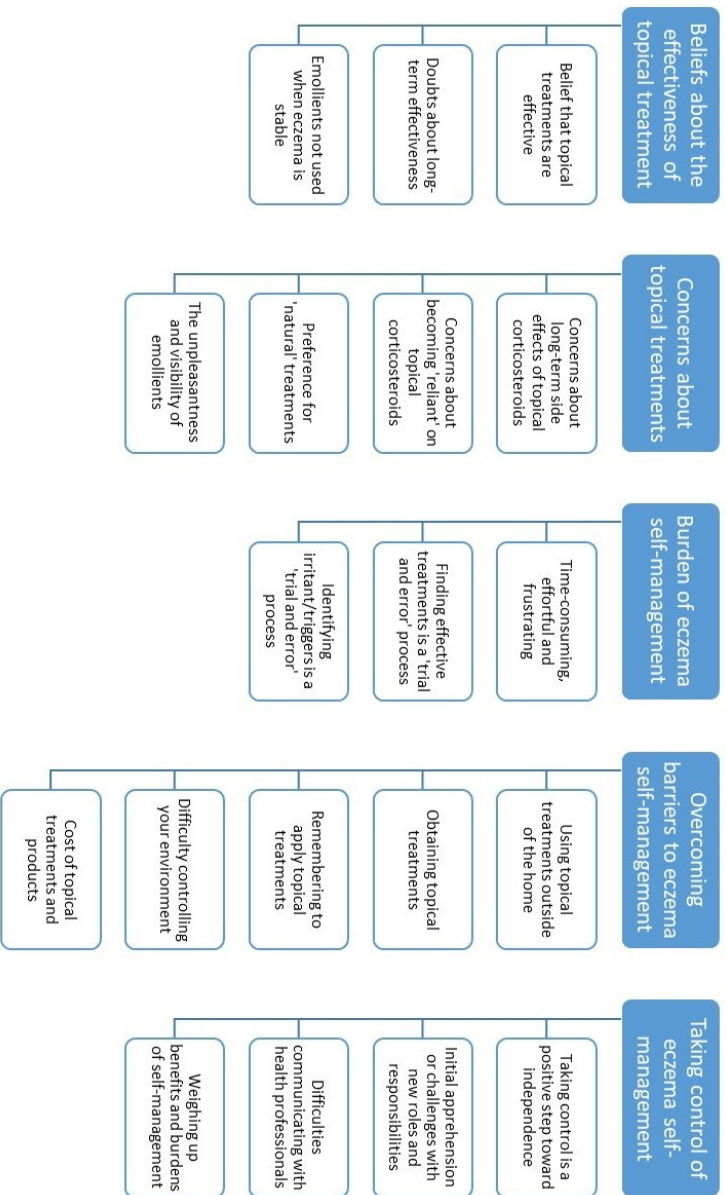 Beliefs about the
effectiveness of
topical treatment
Belief that topical
treatments are
effective
Doubts about long-
term effectiveness
Emollients not used
when eczema is
stable
Concerns about
topical treatments
Concerns about
long-term side
effects of topical
corticosteroids
Concerns about
becoming 'reliant' on
topical
corticosteroids
Preference for
'natural' treatments
The unpleasantness
and visibility of
emollients
Burden of eczema
self-management
Time-consuming,
effortful and
frustrating
Finding effective
treatments is a 'trial
and error' process
Identifying
irritant/triggers is a
'trial and error'
process
Overcoming
barriers to eczema
self-management
Using topical
treatments outside
of the home
Obtaining topical
treatments
Remembering to
apply topical
treatments
Difficulty controlling
your environment
Cost of topical
treatments and
products
Taking control of
eczema self-
management
Taking control is a
positive step toward
independence
Initial apprehension
or challenges with
new roles and
responsibilities
Difficulties
communicating with
health professionals
Weighing up
benefits and burdens
of self-management